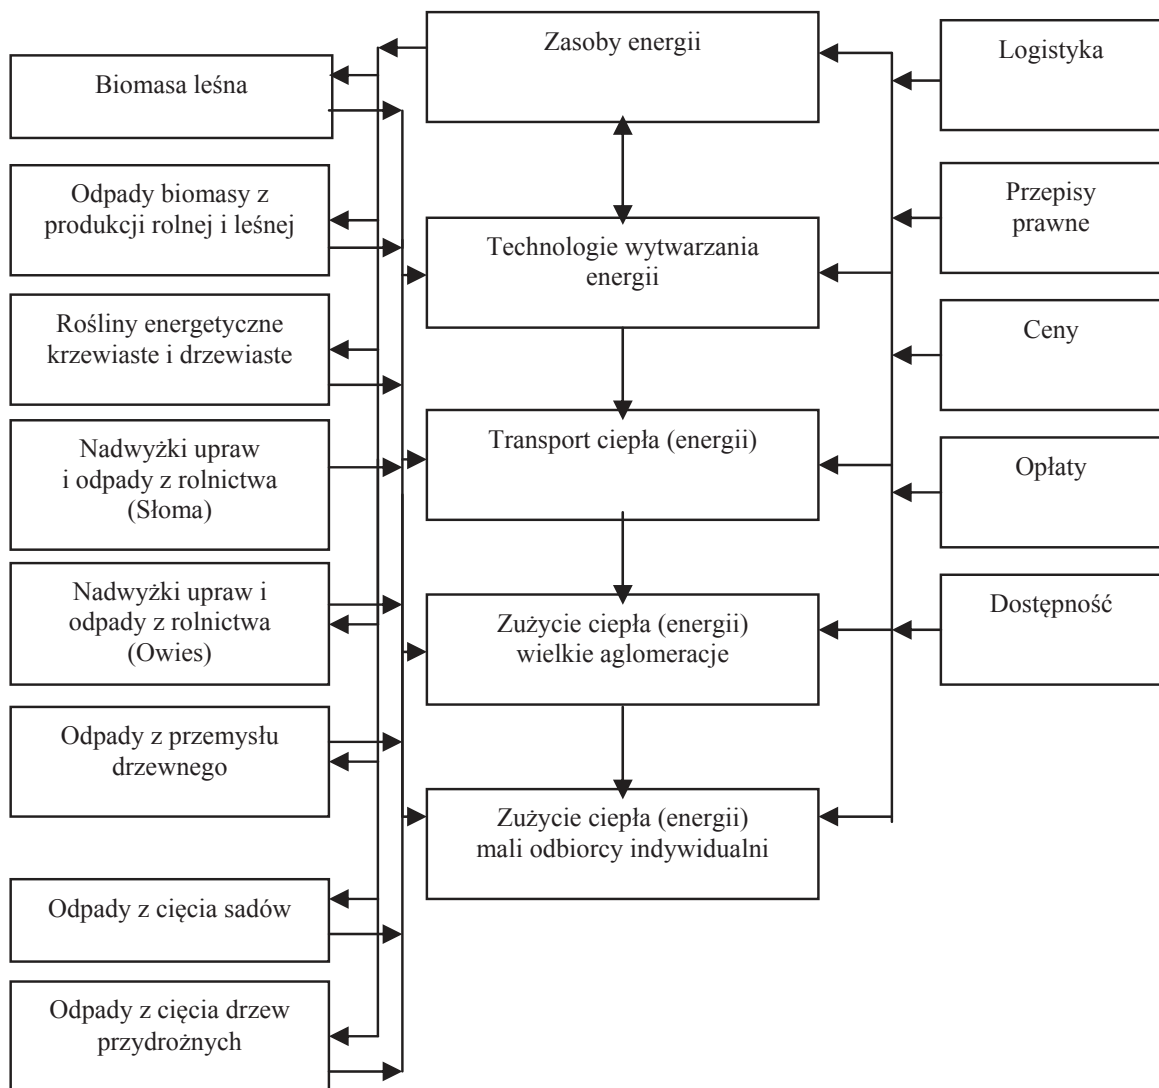 Biomasa leśna
Odpady biomasy z
produkcji rolnej i leśnej
Rośliny energetyczne
krzewiaste i drzewiaste
Nadwyżki upraw
i odpady z rolnictwa
(Słoma)
Nadwyżki upraw i
odpady z rolnictwa
(Owies)
Odpady z przemysłu
drzewnego
Odpady z cięcia sadów
Odpady z cięcia drzew
przydrożnych
Zasoby energii
Technologie wytwarzania
energii
Transport ciepła (energii)
Zużycie ciepła (energii)
wielkie aglomeracje
Zużycie ciepła (energii)
mali odbiorcy indywidualni
Logistyka
Przepisy
prawne
Ceny
Opłaty
Dostępność